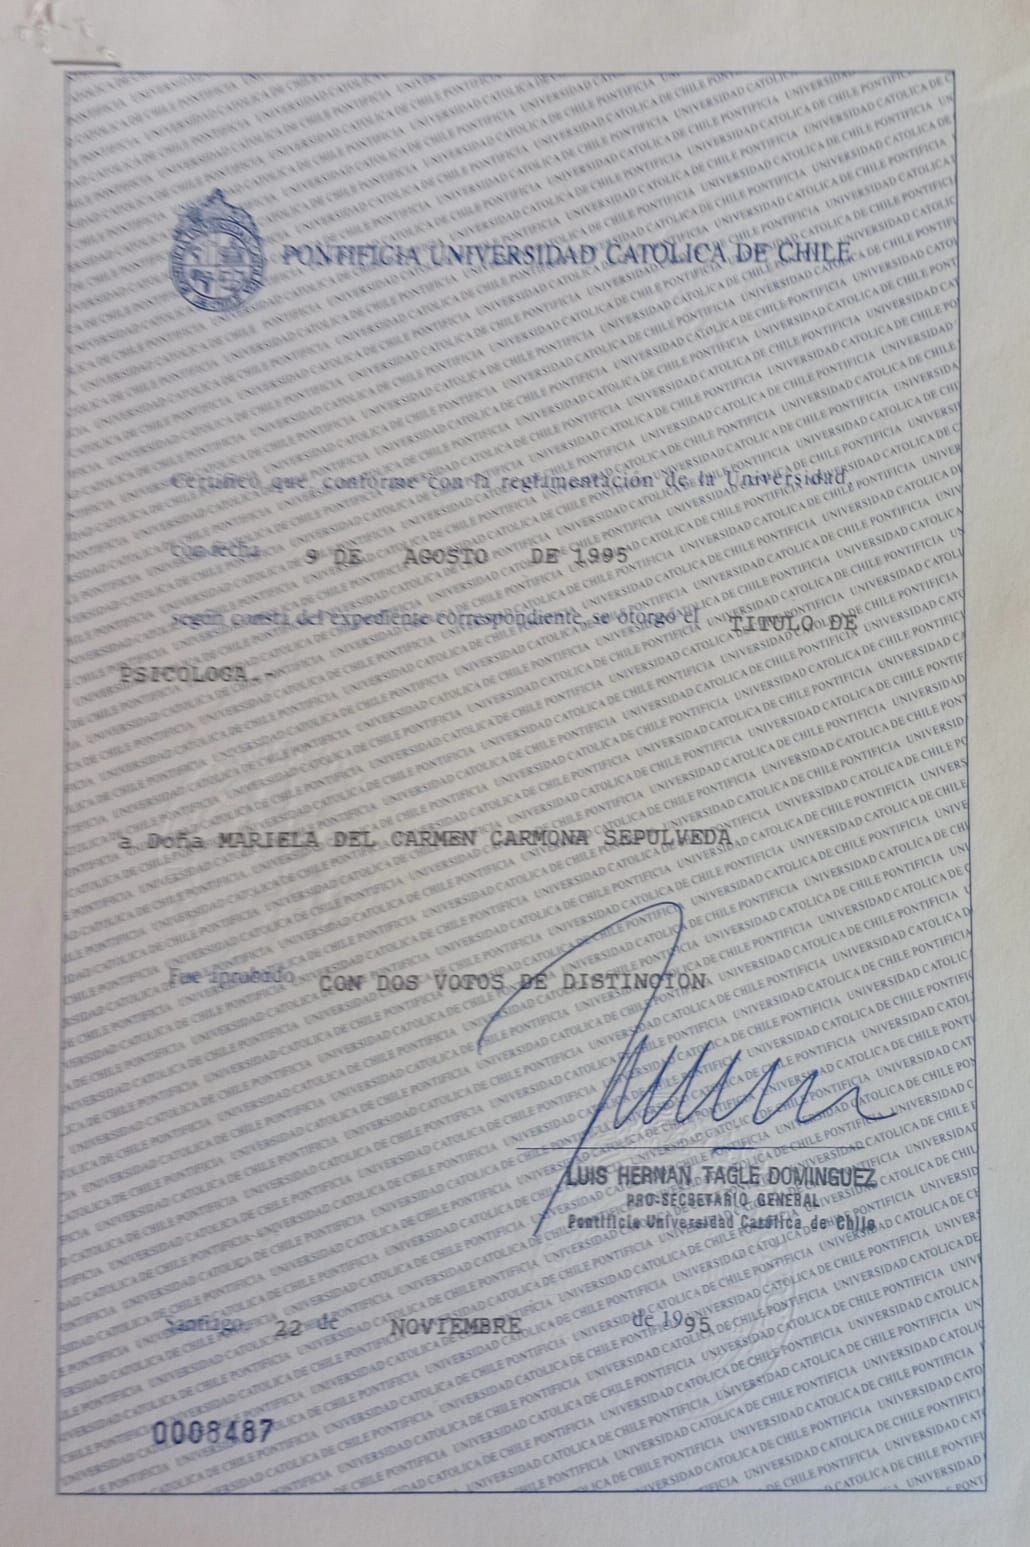 PONTIFICIA UNIVERSIDAD CATOLICA DE CHILE
Certifico que, conforme con la reglamentación de la Universidad,
con fecha 9 DE AGOSTO DE 1995
según consta del expediente correspondiente, se otorgó el TITULO DE
PSICOLOGA.-
a Doña MARIELA DEL CARMEN CARMONA SEPULVEDA
Fue aprobado CON DOS VOTOS DE DISTINCION
LUIS HERNAN TAGLE DOMINGUEZ
PRO-SECRETARIO GENERAL
Pontificia Universidad Católica de Chile
Santiago, 22 de NOVIEMBRE de 1995
0008487